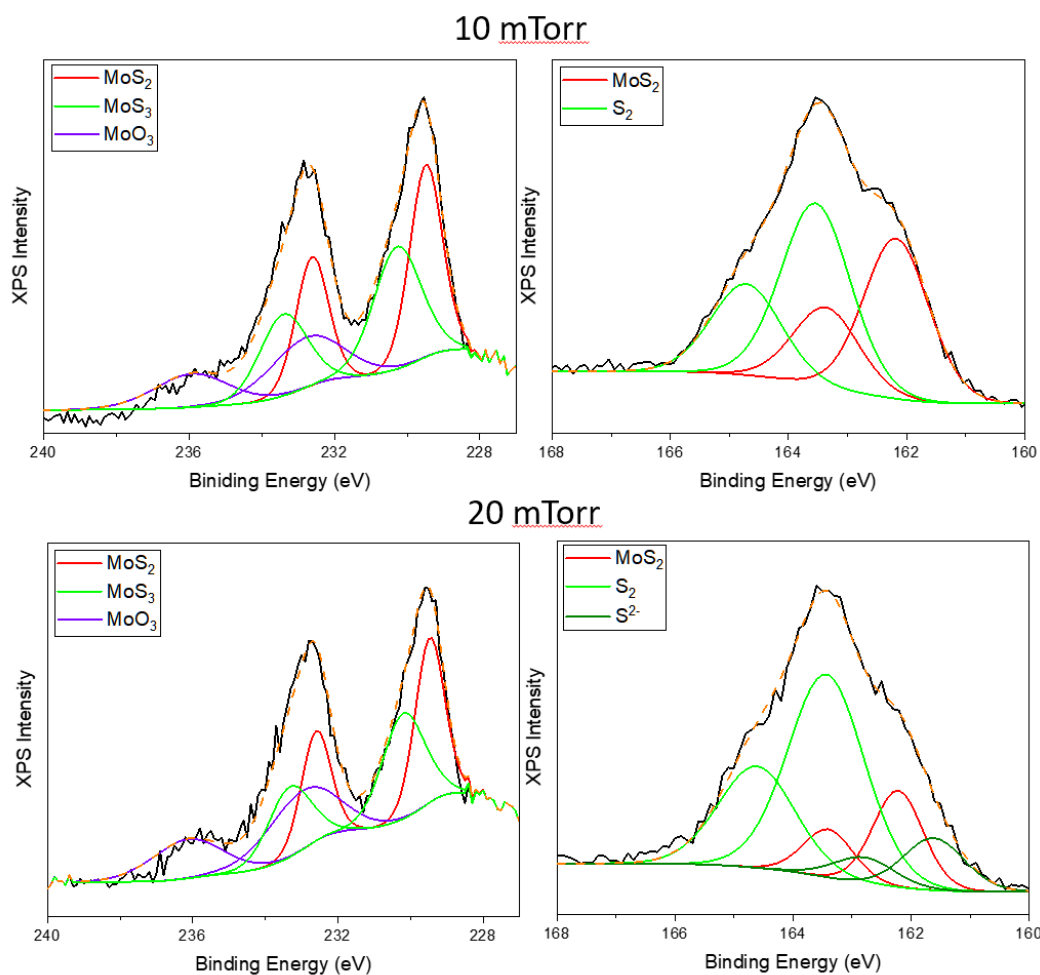 10 mTorr
MoS₂
MoS₃
MoO₃
XPS Intensity
240 236 232 228
Biniding Energy (eV)
MoS₂
S₂
XPS Intensity
168 166 164 162 160
Binding Energy (eV)
20 mTorr
MoS₂
MoS₃
MoO₃
XPS Intensity
240 236 232 228
Binding Energy (eV)
MoS₂
S₂
S²⁻
XPS Intensity
168 166 164 162 160
Binding Energy (eV)